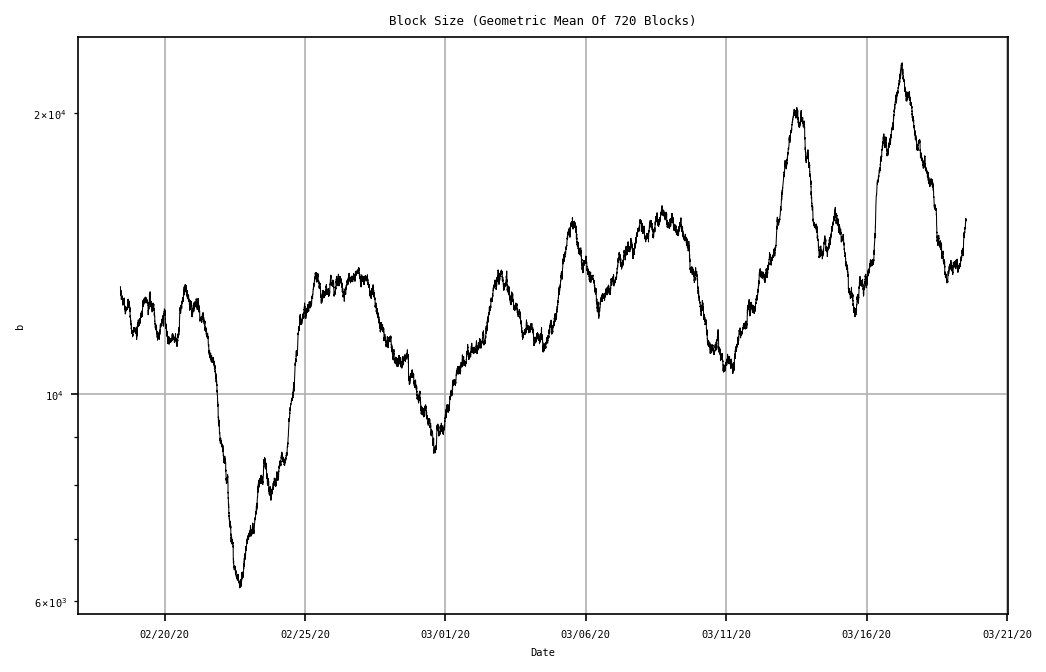 Block Size (Geometric Mean Of 720 Blocks)
2×10⁴
b
10⁴
6×10³
02/20/20 02/25/20 03/01/20 03/06/20 03/11/20 03/16/20 03/21/20
Date